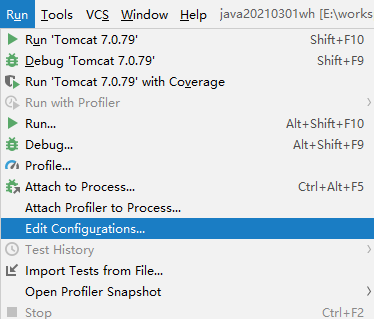 Run Tools VCS Window Help java20210301wh [E:\works
Run 'Tomcat 7.0.79' Shift+F10
Debug 'Tomcat 7.0.79' Shift+F9
Run 'Tomcat 7.0.79' with Coverage
Run with Profiler
Run... Alt+Shift+F10
Debug... Alt+Shift+F9
Profile...
Attach to Process... Ctrl+Alt+F5
Attach Profiler to Process...
Edit Configurations...
Test History
Import Tests from File...
Open Profiler Snapshot
Stop Ctrl+F2